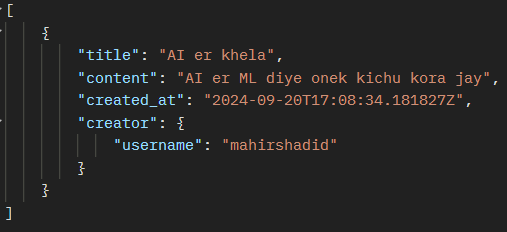 [
{
"title": "AI er khela",
"content": "AI er ML diye onek kichu kora jay",
"created_at": "2024-09-20T17:08:34.181827Z",
"creator": {
"username": "mahirshadid"
}
}
]